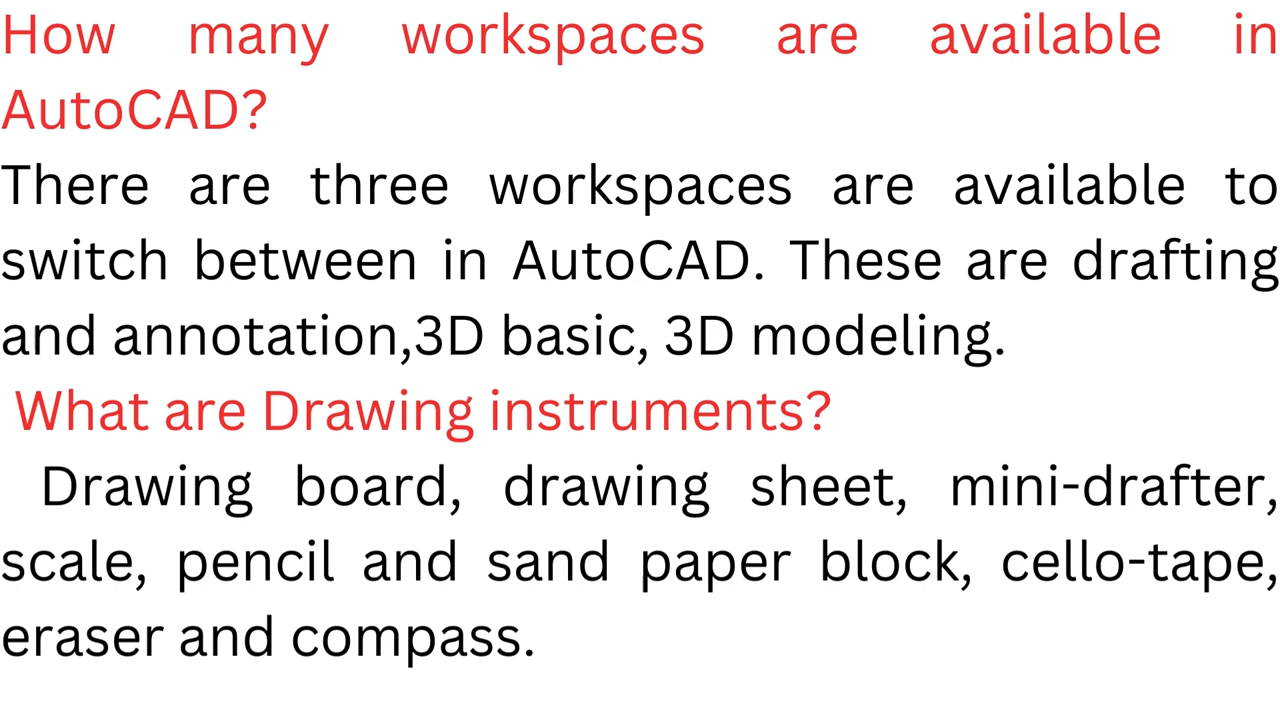 How many workspaces are available in
AutoCAD?
There are three workspaces are available to
switch between in AutoCAD. These are drafting
and annotation,3D basic, 3D modeling.
What are Drawing instruments?
Drawing board, drawing sheet, mini-drafter,
scale, pencil and sand paper block, cello-tape,
eraser and compass.